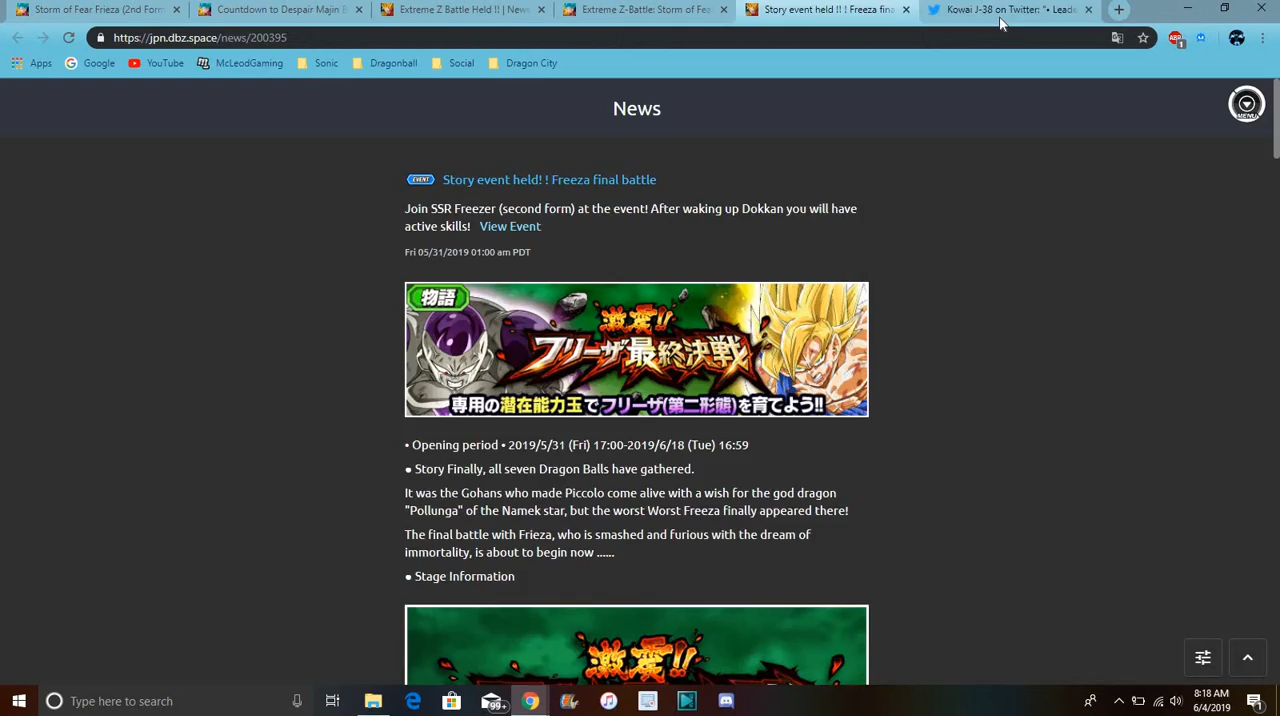 Storm of Fear Frieza (2nd Form
Countdown to Despair Majin B
Extreme Z Battle Held !! | News
Extreme Z-Battle: Storm of Fea
Story event held! ! Freeza fina
Kowai J-38 on Twitter: "• Leade
https://jpn.dbz.space/news/200395
ABP
1
Apps
Google
YouTube
McLeodGaming
Sonic
Dragonball
Social
Dragon City
News
MENU
EVENT
Story event held! ! Freeza final battle
Join SSR Freezer (second form) at the event! After waking up Dokkan you will have
active skills! View Event
Fri 05/31/2019 01:00 am PDT
物語
激震!!
フリーザ最終決戦
専用の潜在能力玉でフリーザ(第二形態)を育てよう!!
• Opening period • 2019/5/31 (Fri) 17:00-2019/6/18 (Tue) 16:59
● Story Finally, all seven Dragon Balls have gathered.
It was the Gohans who made Piccolo come alive with a wish for the god dragon
"Pollunga" of the Namek star, but the worst Worst Freeza finally appeared there!
The final battle with Frieza, who is smashed and furious with the dream of
immortality, is about to begin now ......
● Stage Information
激震!!
Type here to search
99+
8:18 AM
6/4/2019
1